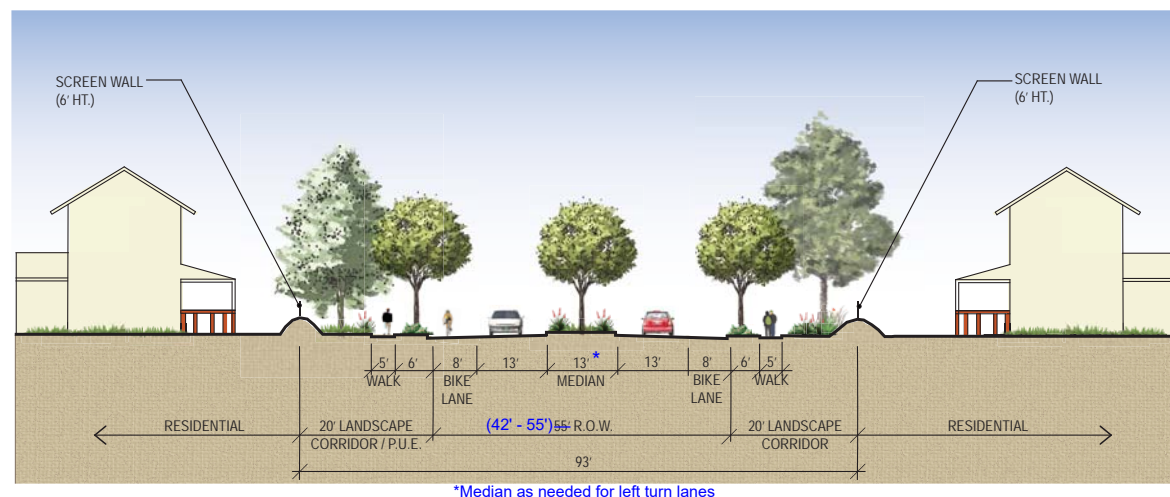 SCREEN WALL
(6' HT.)
SCREEN WALL
(6' HT.)
5' 6' 8' 13' 13' * 13' 8' 6' 5'
WALK BIKE MEDIAN BIKE WALK
LANE LANE
RESIDENTIAL 20' LANDSCAPE (42' - 55') 55' R.O.W. 20' LANDSCAPE RESIDENTIAL
CORRIDOR / P.U.E. CORRIDOR
93'
*Median as needed for left turn lanes